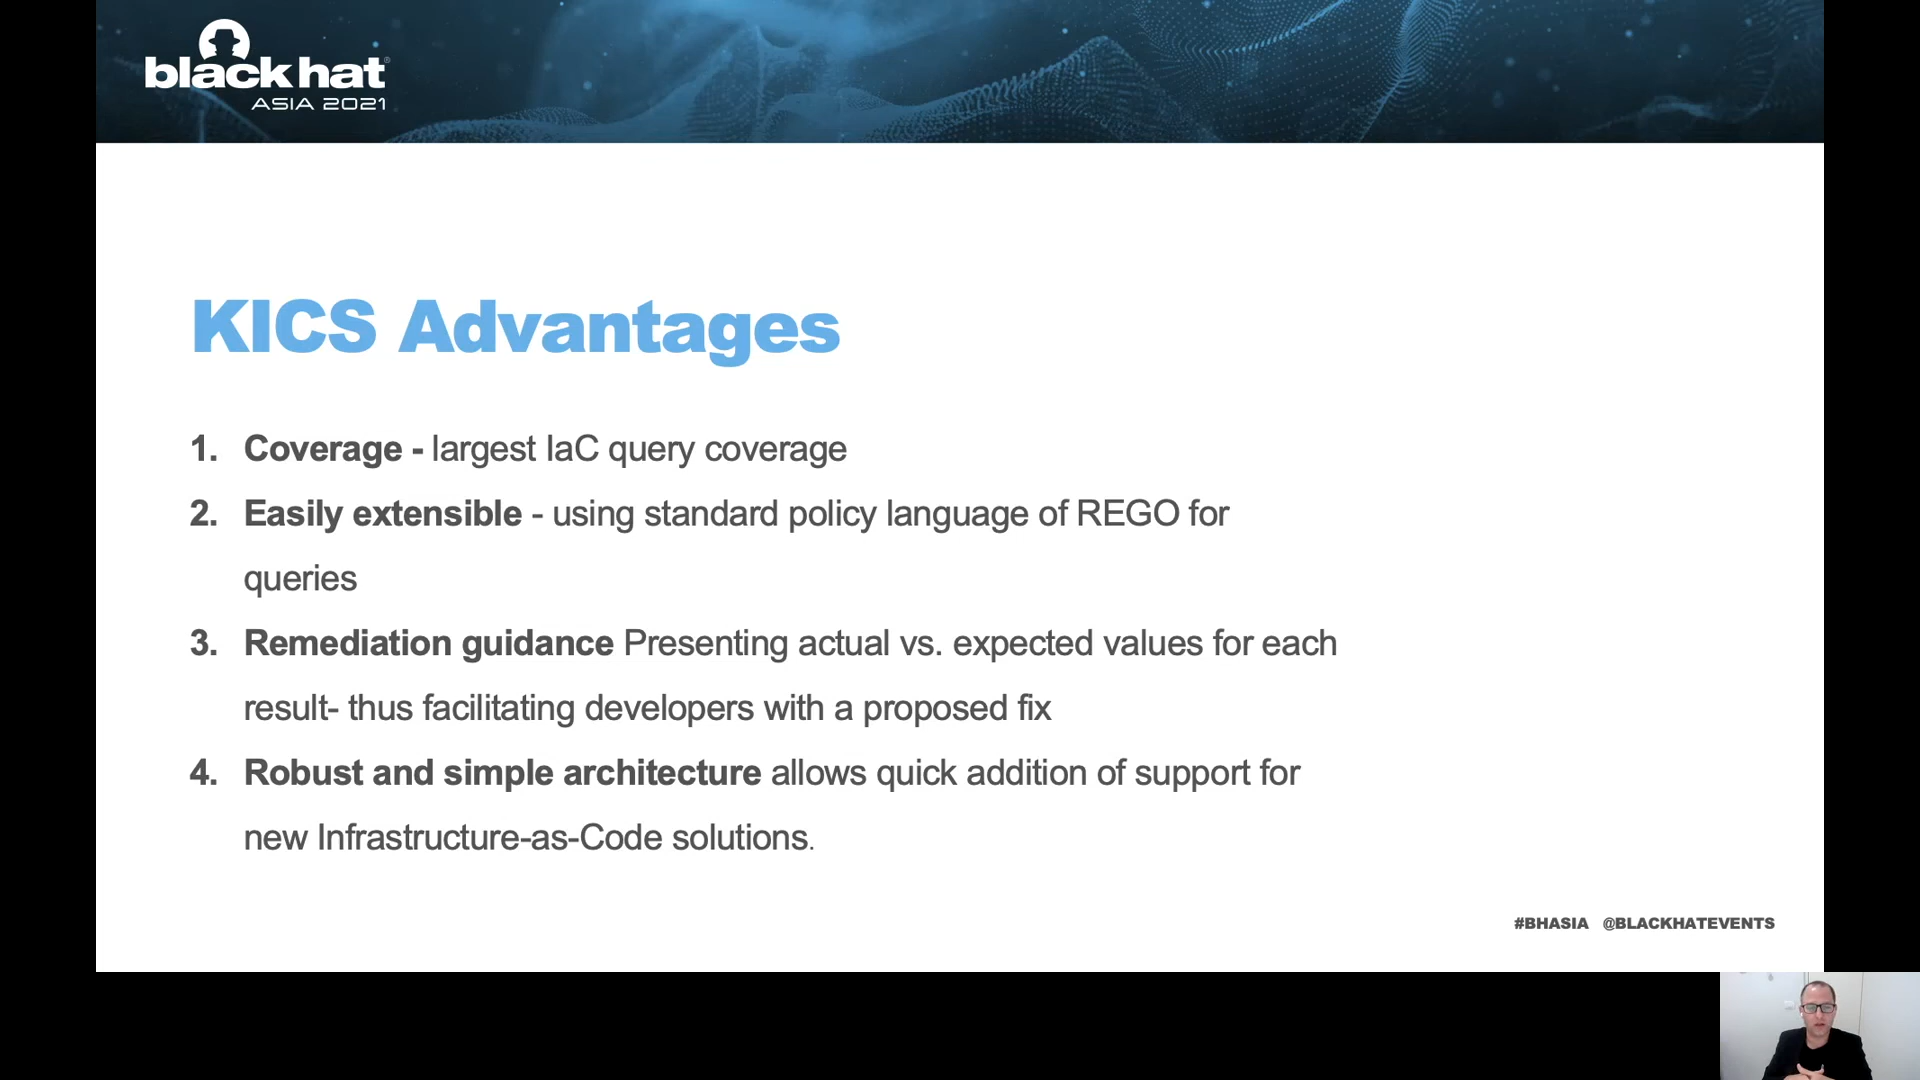 black hat
ASIA 2021
KICS Advantages
1. Coverage - largest IaC query coverage
2. Easily extensible - using standard policy language of REGO for
queries
3. Remediation guidance Presenting actual vs. expected values for each
result- thus facilitating developers with a proposed fix
4. Robust and simple architecture allows quick addition of support for
new Infrastructure-as-Code solutions.
#BHASIA @BLACKHATEVENTS